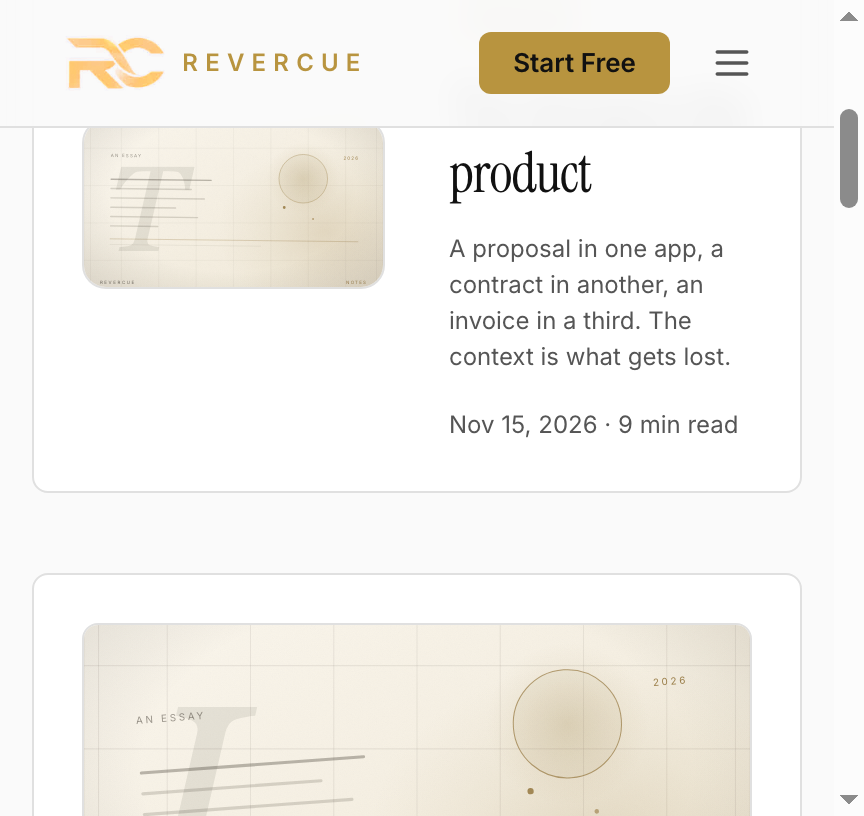 RC REVERCUE
Start Free
AN ESSAY
2026
T
REVERCUE
NOTES
product
A proposal in one app, a
contract in another, an
invoice in a third. The
context is what gets lost.
Nov 15, 2026 · 9 min read
2026
AN ESSAY
I